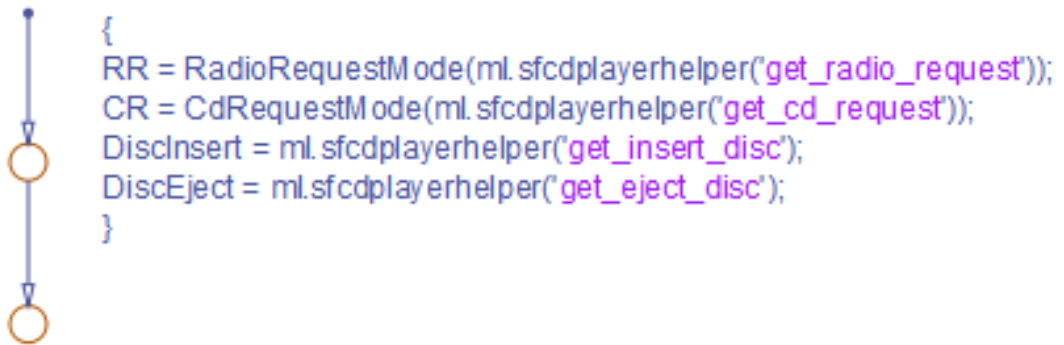 {
RR = RadioRequestMode(ml.sfcdplayerhelper('get_radio_request'));
CR = CdRequestMode(ml.sfcdplayerhelper('get_cd_request'));
DiscInsert = ml.sfcdplayerhelper('get_insert_disc');
DiscEject = ml.sfcdplayerhelper('get_eject_disc');
}